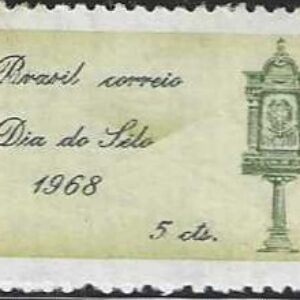 Brasil correio
Dia do Sêlo
1968
5 cts.